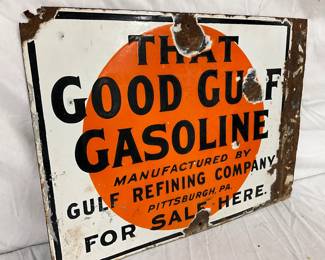 THAT
GOOD GULF
GASOLINE
MANUFACTURED BY
GULF REFINING COMPANY
PITTSBURGH, PA.
FOR SALE HERE.